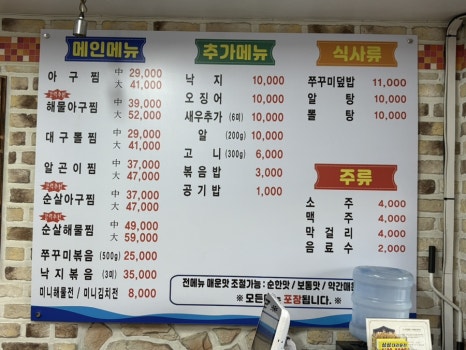 메인메뉴
아구찜 中 29,000
大 41,000
해물아구찜 中 39,000
大 52,000
대구뽈찜 中 29,000
大 41,000
알곤이찜 中 37,000
大 47,000
순살아구찜 中 37,000
大 47,000
순살해물찜 中 49,000
大 59,000
쭈꾸미볶음 (500g) 25,000
낙지볶음 (3미) 35,000
미니해물전 / 미니김치전 8,000
추가메뉴
낙지 10,000
오징어 10,000
새우추가 (6미) 10,000
알 (200g) 10,000
고니 (300g) 6,000
볶음밥 3,000
공기밥 1,000
식사류
쭈꾸미덮밥 11,000
알탕 10,000
뽈탕 10,000
주류
소주 4,000
맥주 4,000
막걸리 4,000
음료수 2,000
전메뉴 매운맛 조절가능 : 순한맛 / 보통맛 / 약간매운
※ 모든 포장됩니다. ※